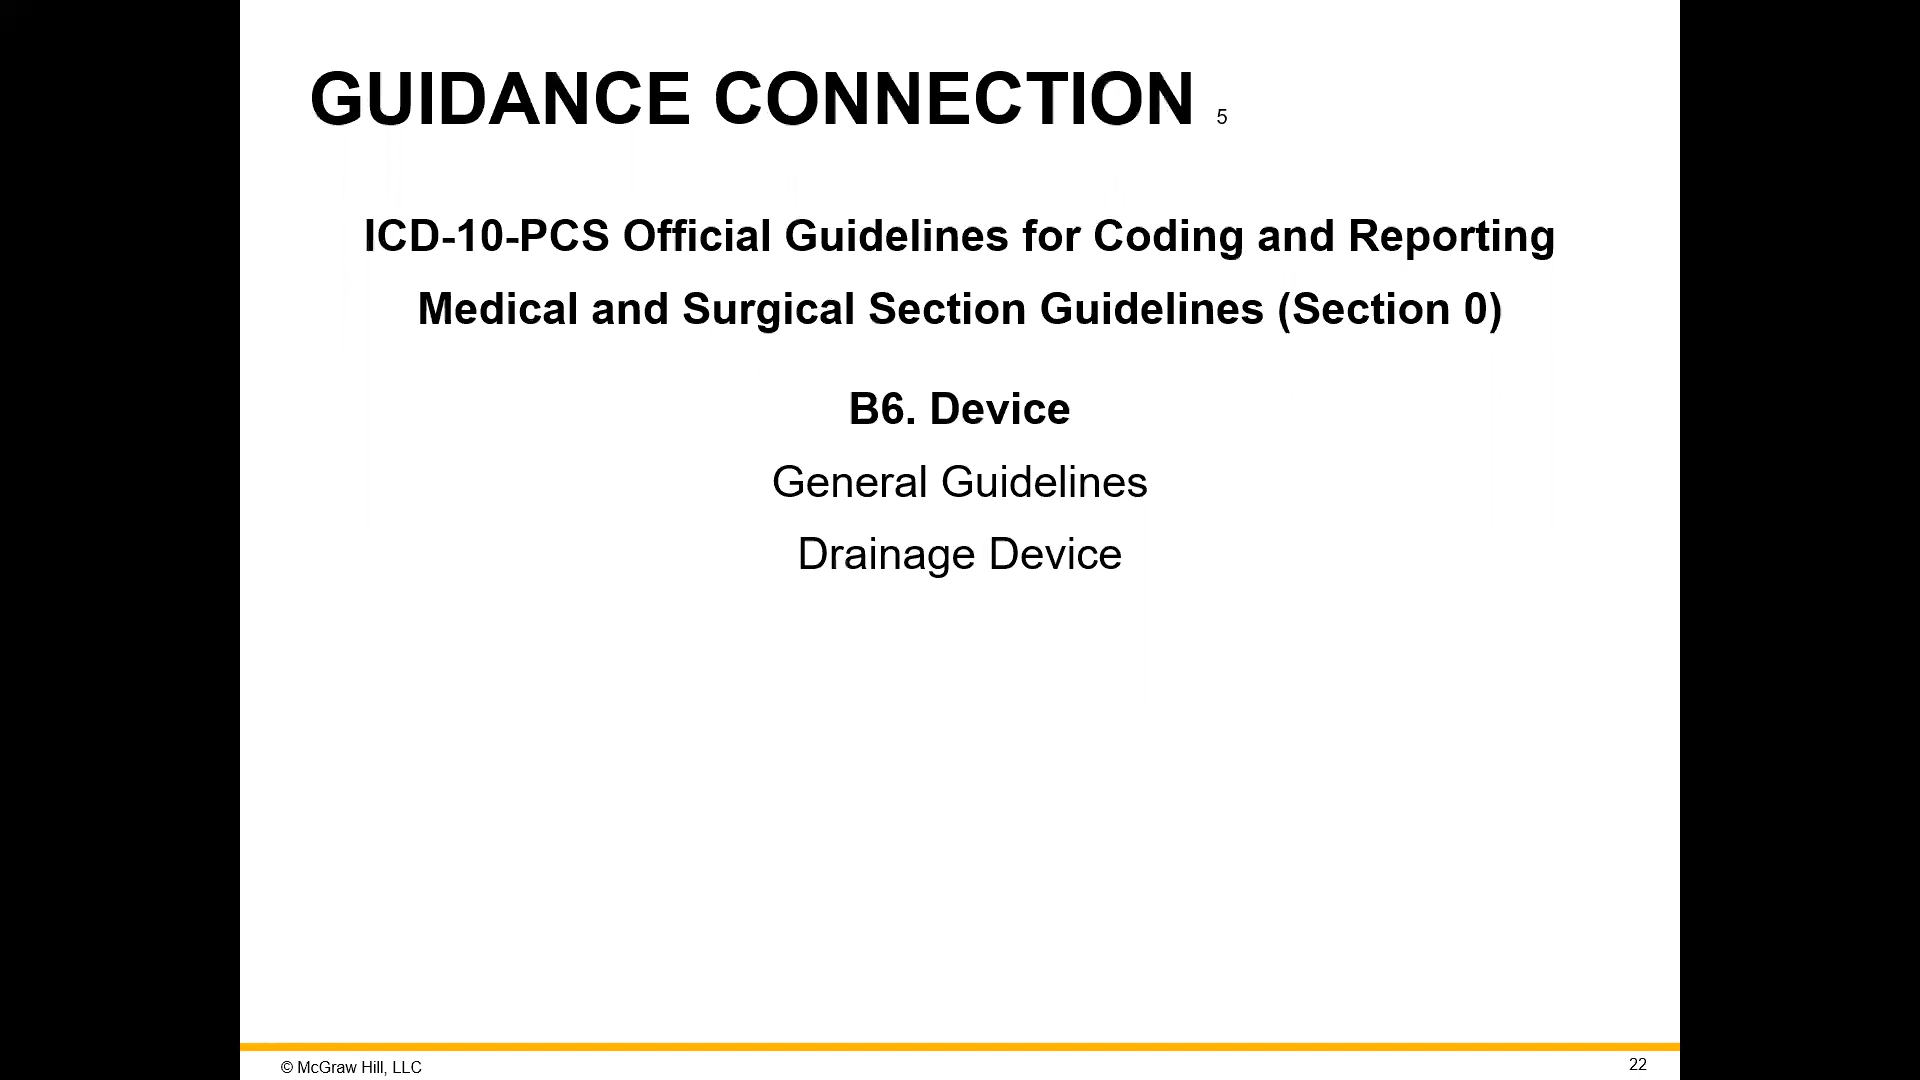 GUIDANCE CONNECTION 5
ICD-10-PCS Official Guidelines for Coding and Reporting
Medical and Surgical Section Guidelines (Section 0)
B6. Device
General Guidelines
Drainage Device
© McGraw Hill, LLC
22